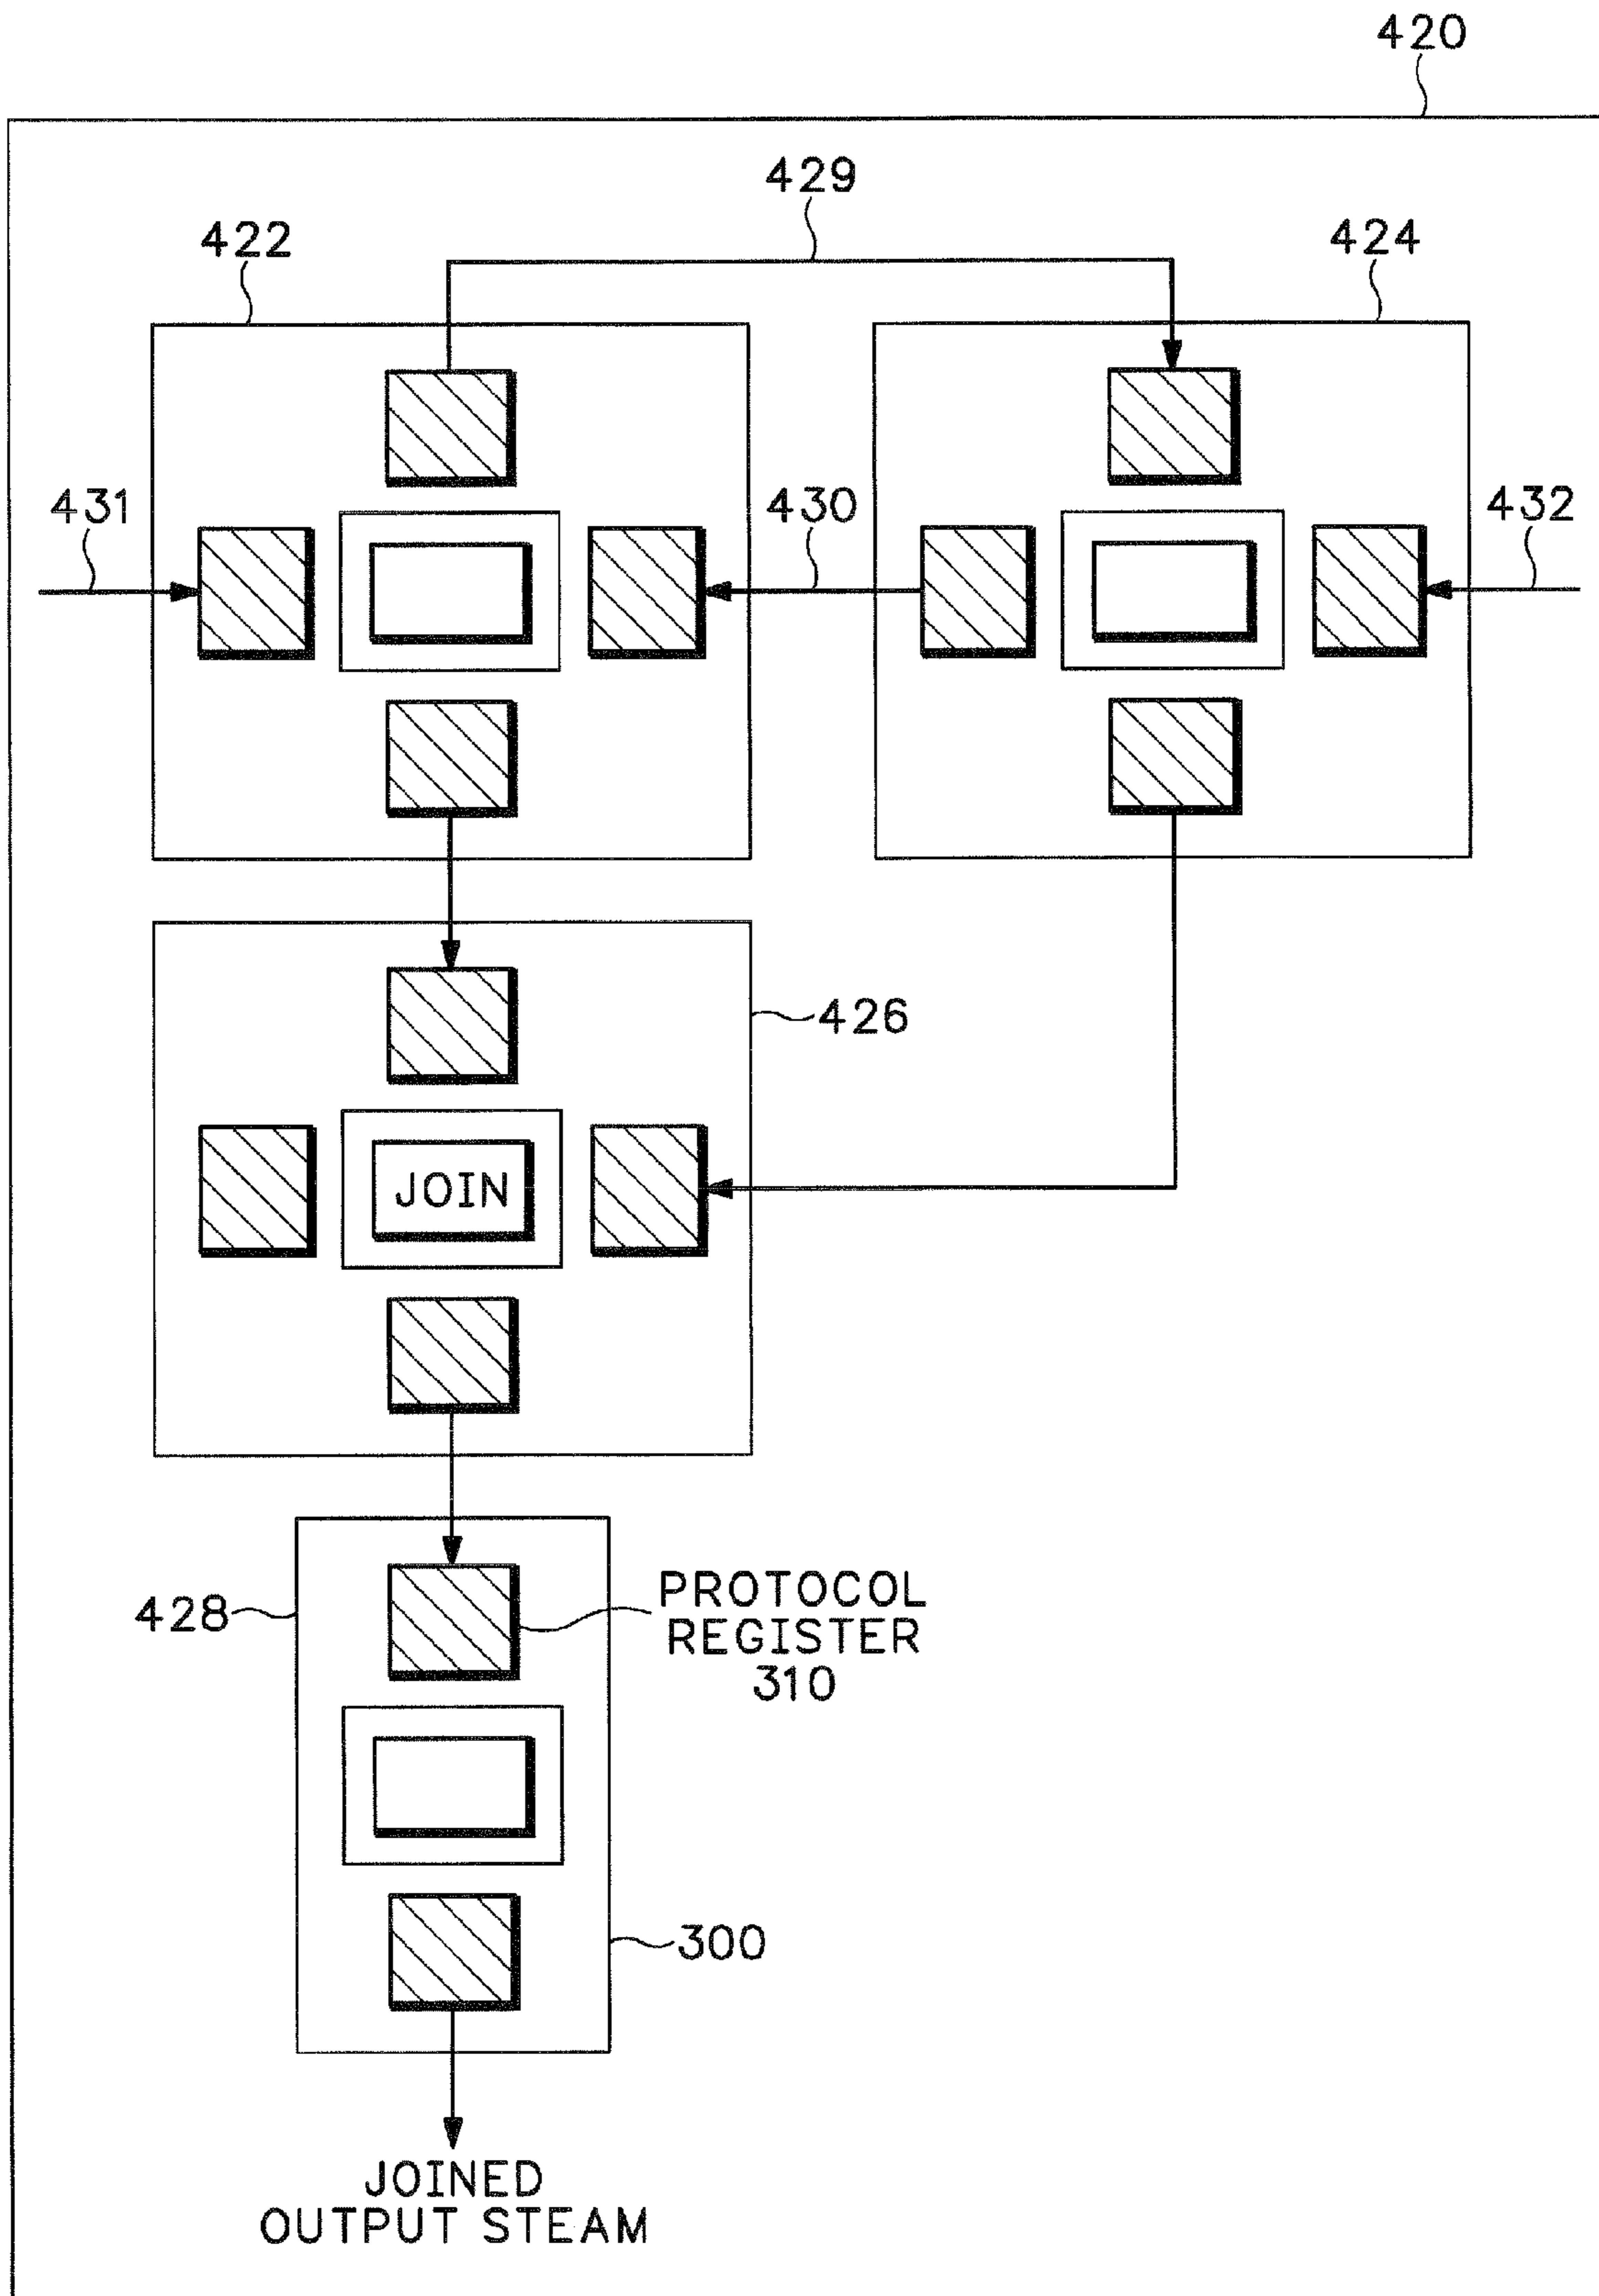 420
429
422
424
431
430
432
426
JOIN
428
PROTOCOL
REGISTER
310
300
JOINED
OUTPUT STEAM